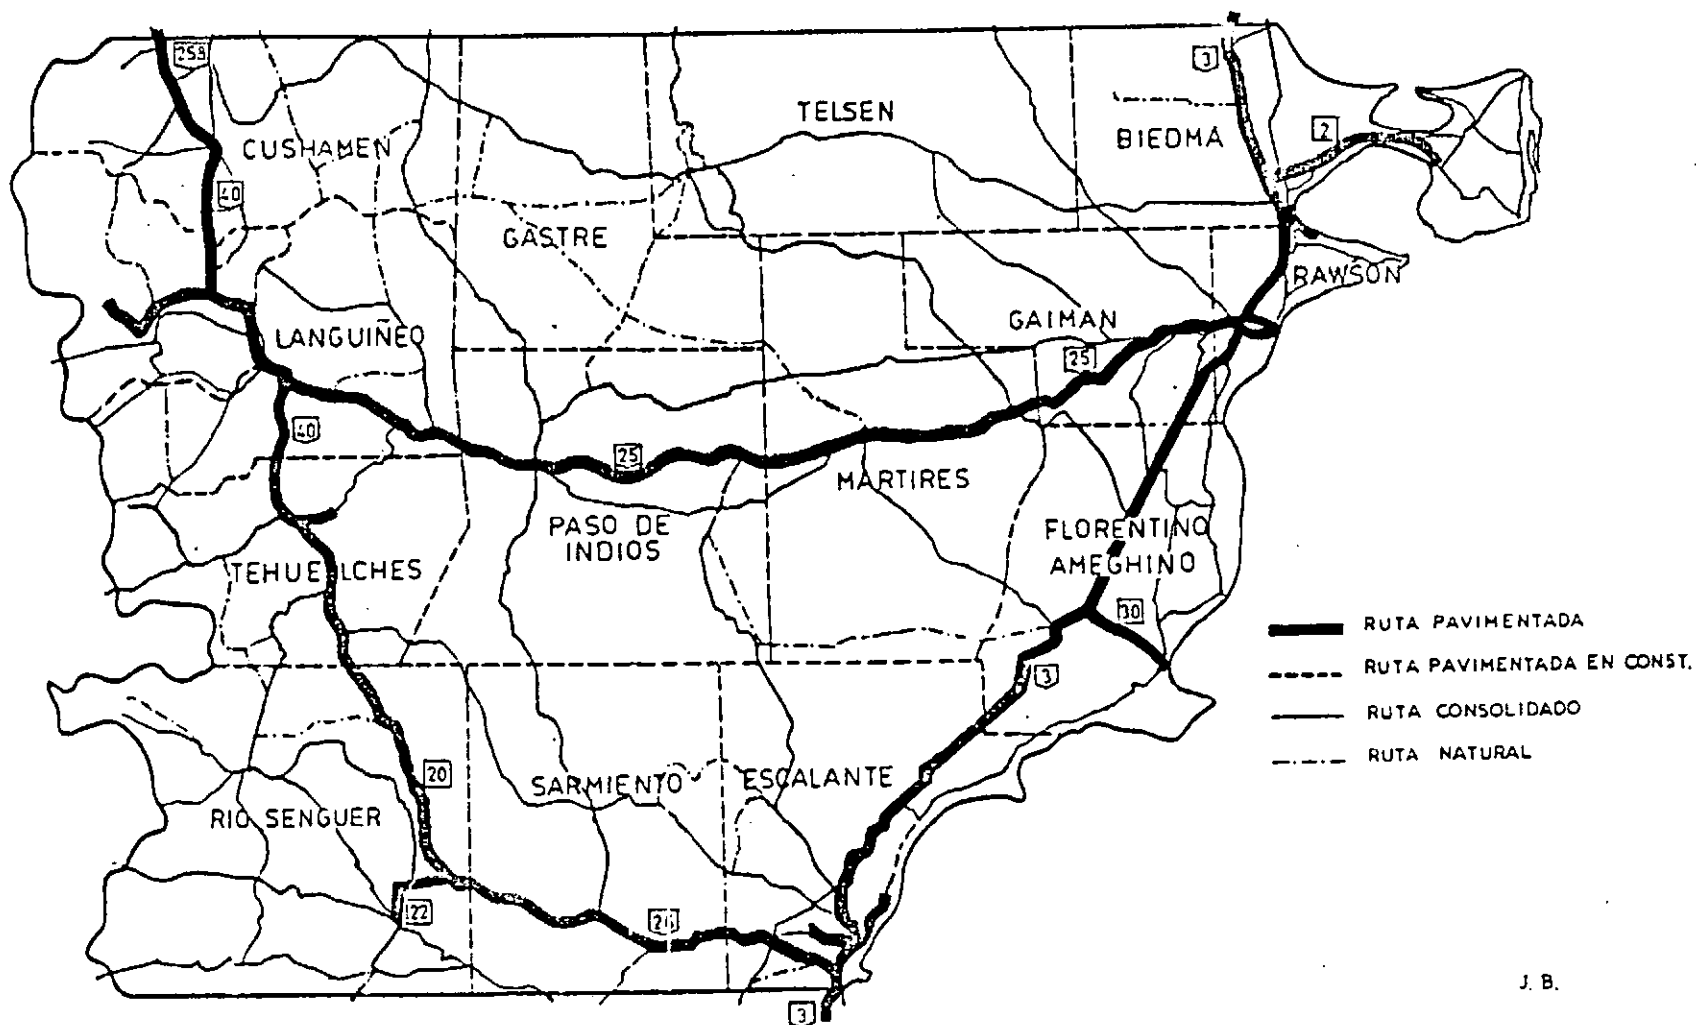 258
3
TELSEN
2
BIEDMA
CUSHAMEN
40
GASTRE
RAWSON
GAIMAN
LANGUIÑEO
25
40
25
MARTIRES
PASO DE
INDIOS
FLORENTINO
AMEGHINO
TEHUELCHES
30
RUTA PAVIMENTADA
RUTA PAVIMENTADA EN CONST.
RUTA CONSOLIDADO
RUTA NATURAL
3
20
SARMIENTO
ESCALANTE
RIO SENGUER
22
J. B.
3